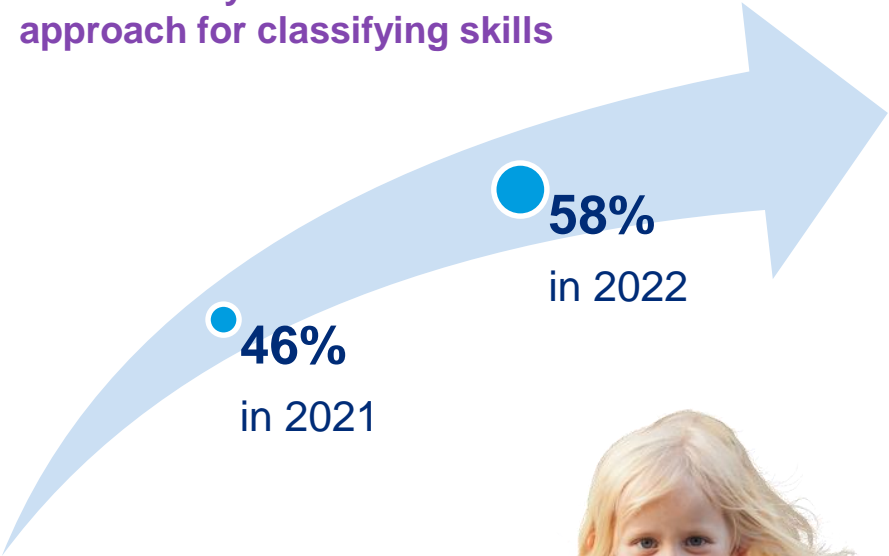 approach for classifying skills
58%
in 2022
46%
in 2021